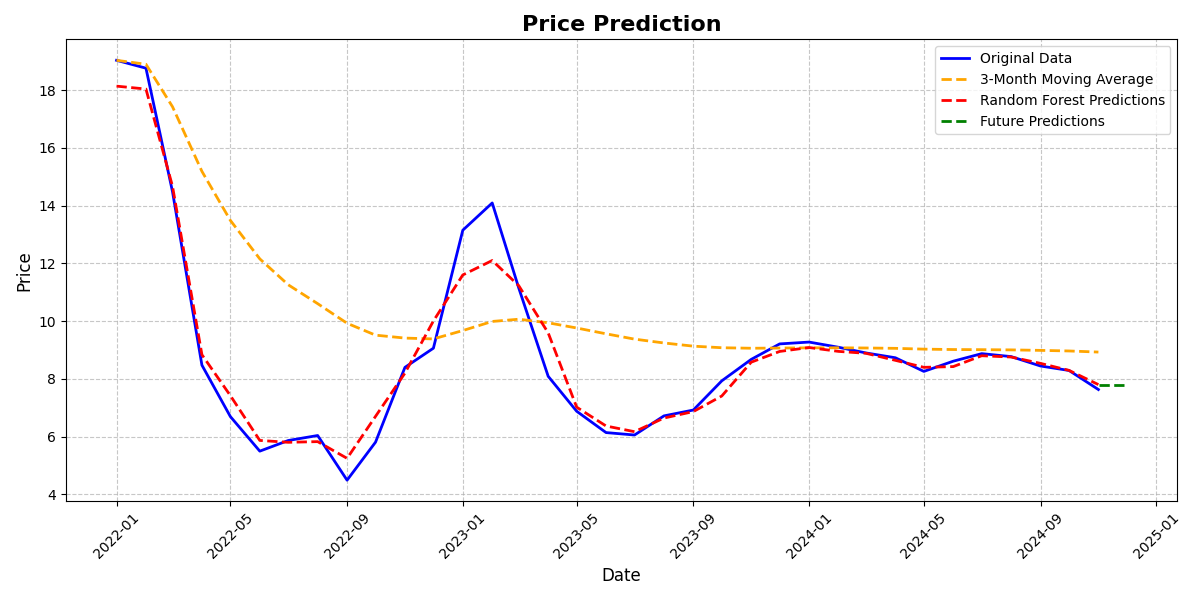 Price Prediction
Original Data
3-Month Moving Average
Random Forest Predictions
Future Predictions
Price
18
16
14
12
10
8
6
4
2022-01
2022-05
2022-09
2023-01
2023-05
2023-09
2024-01
2024-05
2024-09
2025-01
Date